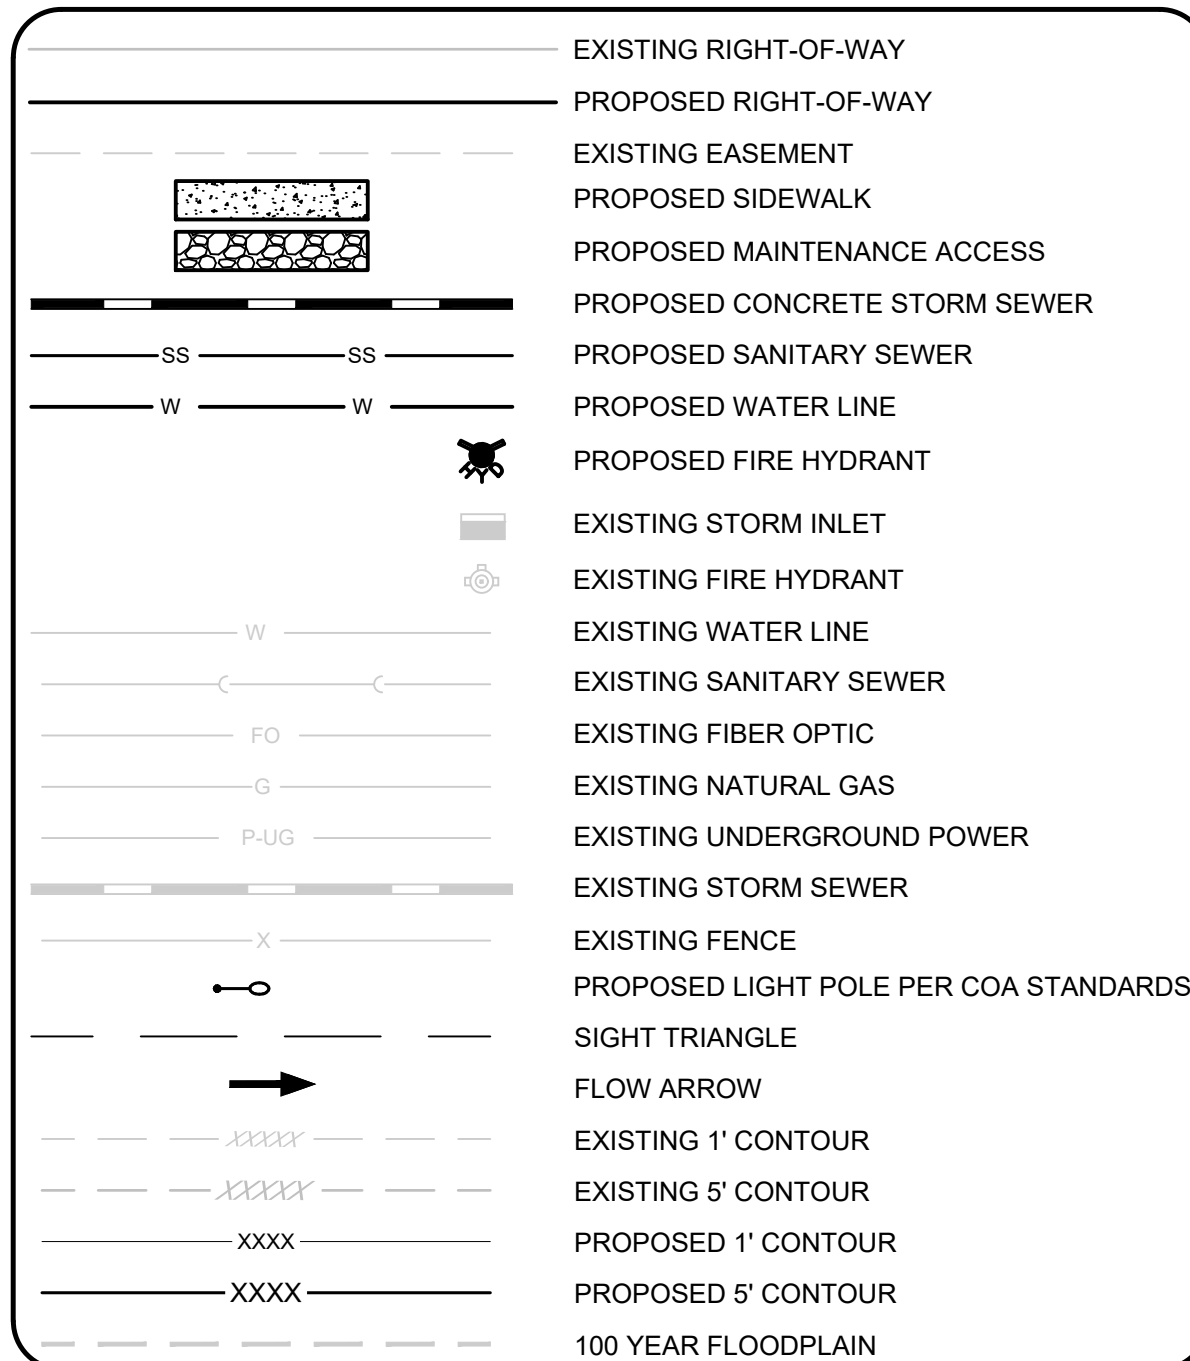 EXISTING RIGHT-OF-WAY
PROPOSED RIGHT-OF-WAY
EXISTING EASEMENT
PROPOSED SIDEWALK
PROPOSED MAINTENANCE ACCESS
PROPOSED CONCRETE STORM SEWER
SS SS PROPOSED SANITARY SEWER
W W PROPOSED WATER LINE
HYD PROPOSED FIRE HYDRANT
EXISTING STORM INLET
EXISTING FIRE HYDRANT
W EXISTING WATER LINE
EXISTING SANITARY SEWER
FO EXISTING FIBER OPTIC
G EXISTING NATURAL GAS
P-UG EXISTING UNDERGROUND POWER
EXISTING STORM SEWER
X EXISTING FENCE
PROPOSED LIGHT POLE PER COA STANDARDS
SIGHT TRIANGLE
FLOW ARROW
XXXXX EXISTING 1' CONTOUR
XXXXX EXISTING 5' CONTOUR
XXXX PROPOSED 1' CONTOUR
XXXX PROPOSED 5' CONTOUR
100 YEAR FLOODPLAIN